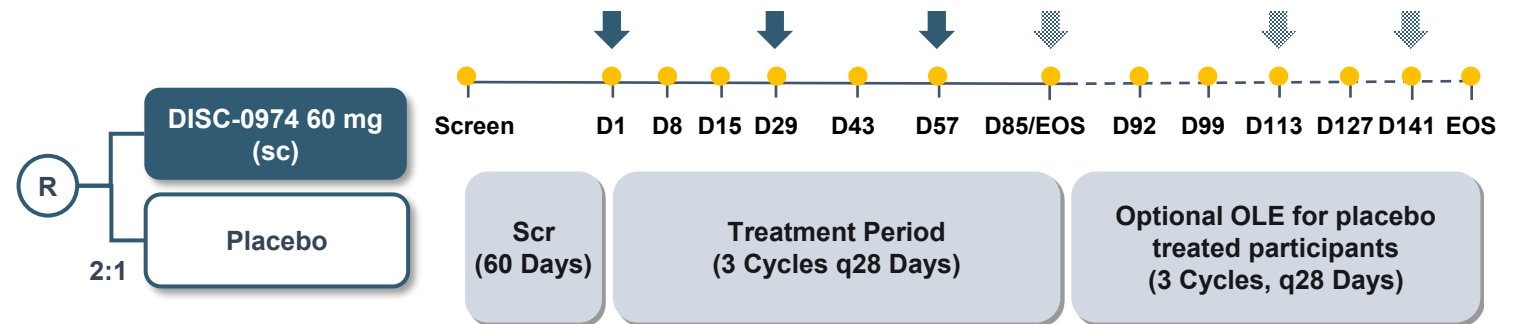 R
2:1
DISC-0974 60 mg
(sc)
Placebo
Screen D1 D8 D15 D29 D43 D57 D85/EOS D92 D99 D113 D127 D141 EOS
Scr
(60 Days)
Treatment Period
(3 Cycles q28 Days)
Optional OLE for placebo
treated participants
(3 Cycles, q28 Days)